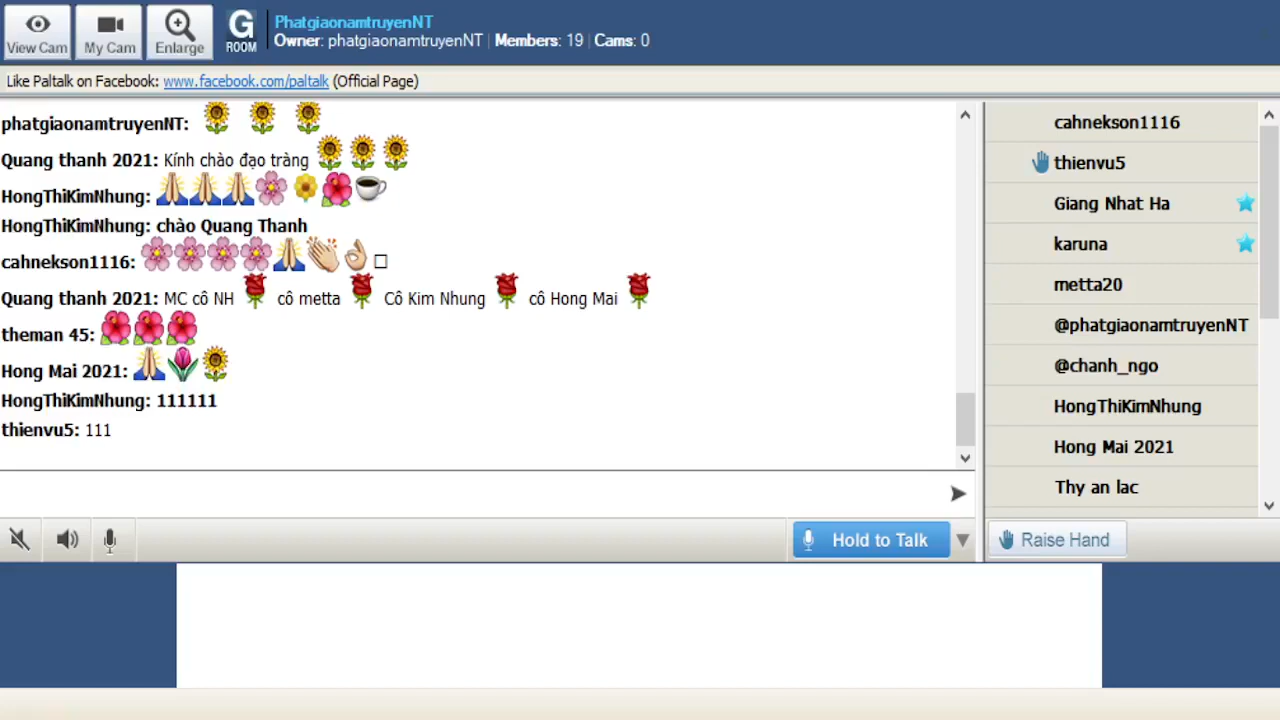 View Cam
My Cam
Enlarge
G
ROOM
PhatgiaonamtruyenNT
Owner: phatgiaonamtruyenNT | Members: 19 | Cams: 0
Like Paltalk on Facebook: www.facebook.com/paltalk (Official Page)
phatgiaonamtruyenNT: 🌻 🌻 🌻
Quang thanh 2021: Kính chào đạo tràng 🌻🌻🌻
HongThiKimNhung: 🙏🙏🙏🌸🌼🌺☕
HongThiKimNhung: chào Quang Thanh
cahnekson1116: 🌸🌸🌸🌸🙏👏👌□
Quang thanh 2021: MC cô NH 🌹 cô metta 🌹 Cô Kim Nhung 🌹 cô Hong Mai 🌹
theman 45: 🌺🌺🌺
Hong Mai 2021: 🙏🌷🌻
HongThiKimNhung: 111111
thienvu5: 111
Hold to Talk
cahnekson1116
thienvu5
Giang Nhat Ha
karuna
metta20
@phatgiaonamtruyenNT
@chanh_ngo
HongThiKimNhung
Hong Mai 2021
Thy an lac
Raise Hand